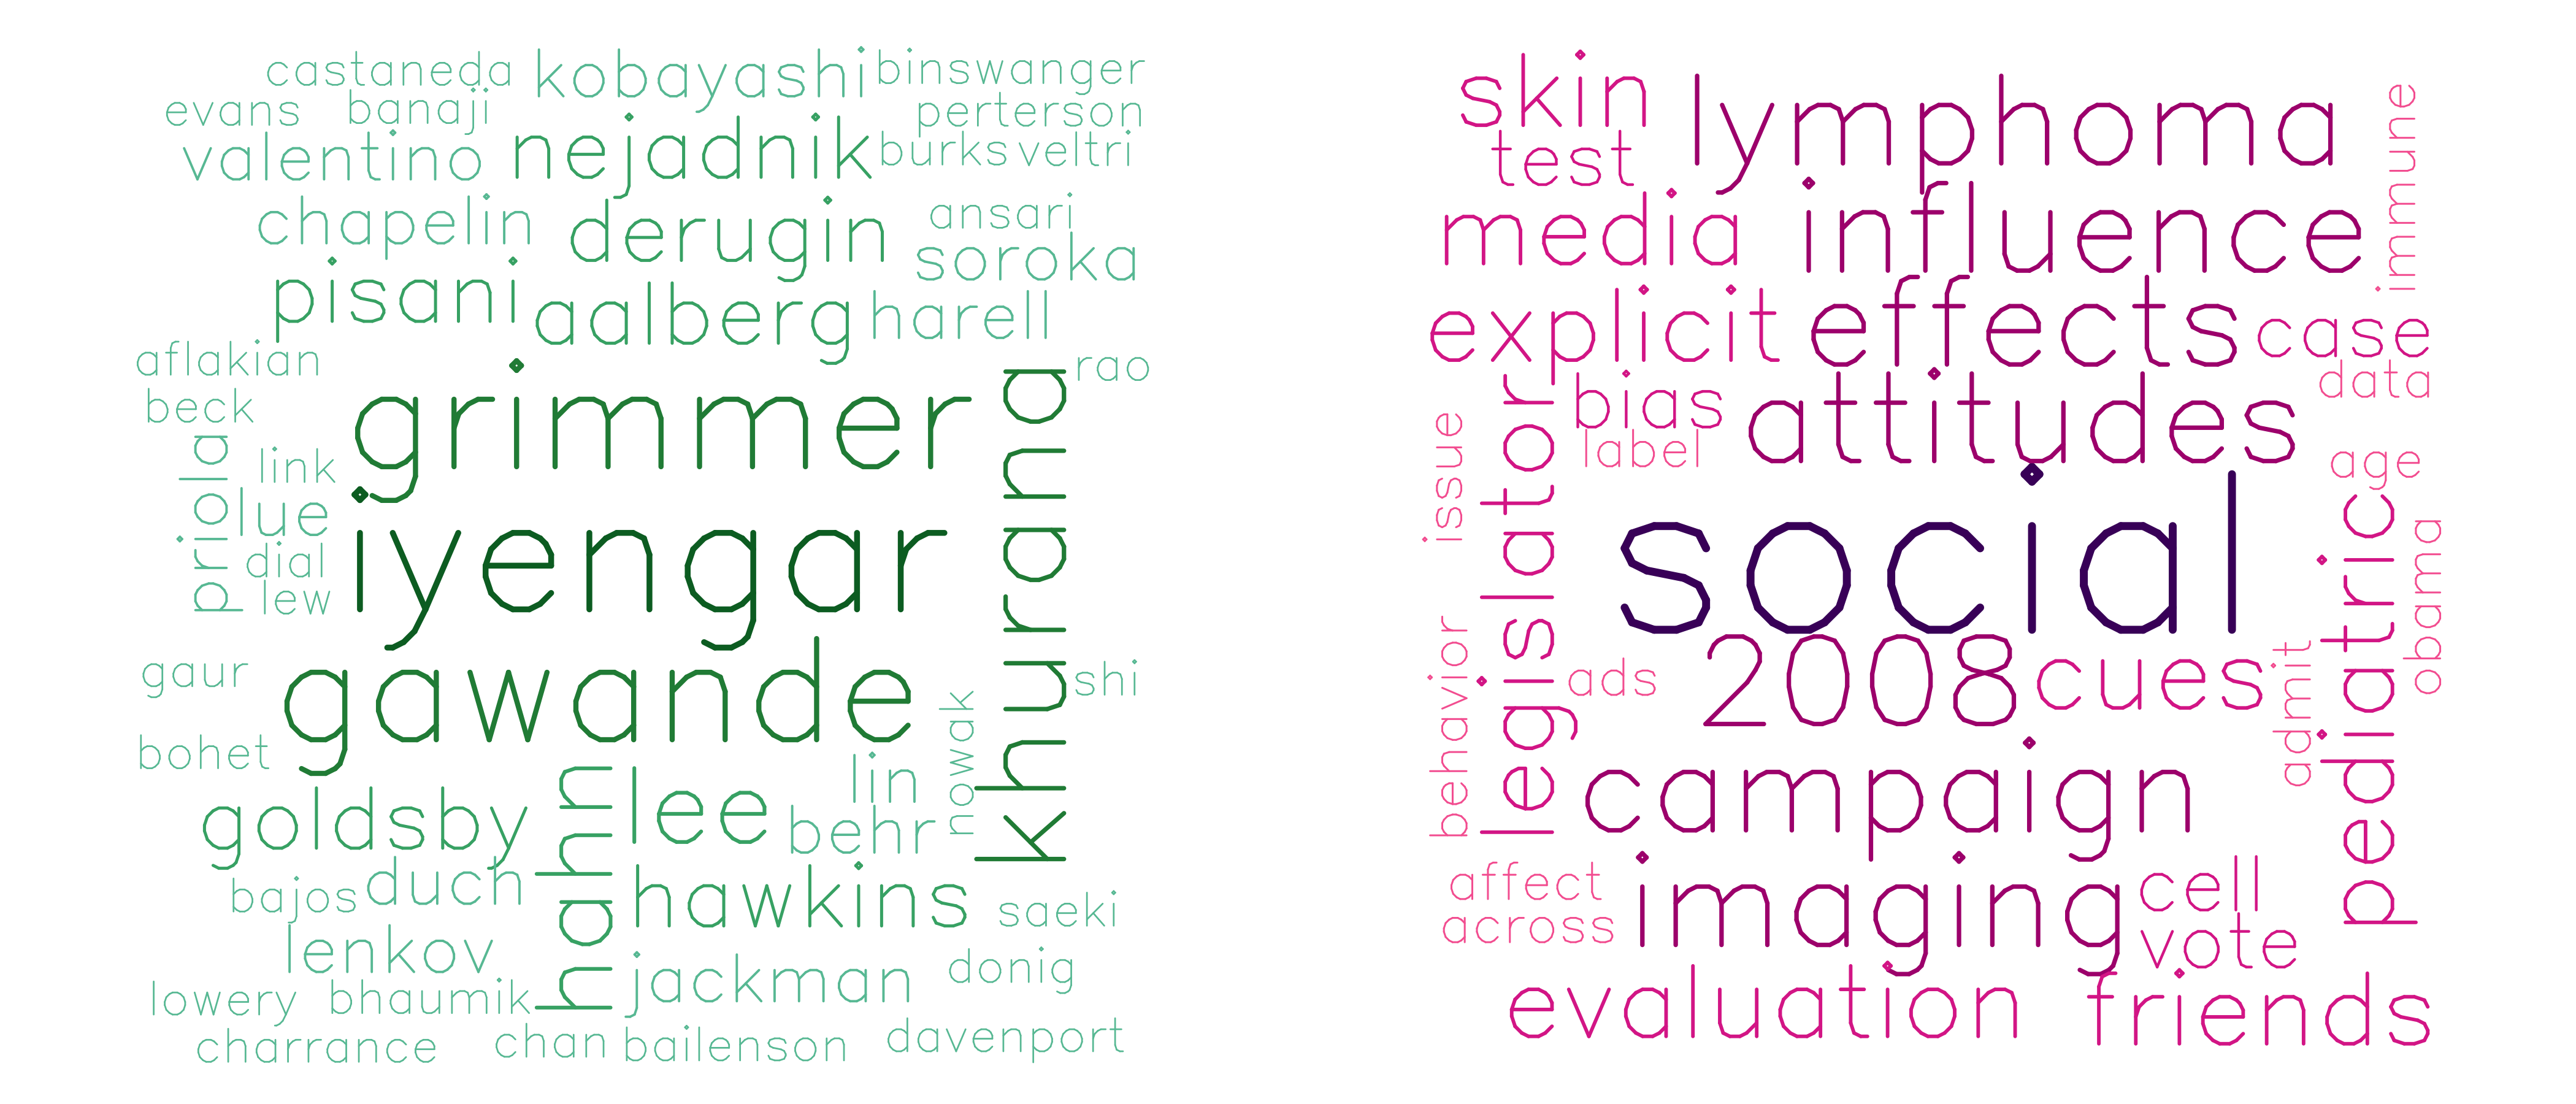 castaneda kobayashi binswanger
evans banaji perterson
valentino nejadnik burks veltri
chapelin derugin ansari
soroka
pisani aalberg harell
aflakian rao
beck grimmer khurana
priola link
lue iyengar
dial
lew
gaur gawande shi
bohet nowak
goldsby hahn lee lin
behr
bajos duch hawkins saeki
lenkov jackman donig
lowery bhaumik
charrance chan bailenson davenport
skin lymphoma immune
test
media influence
explicit effects case
data
legislator bias attitudes
issue label age
social pediatric obama
behavior ads 2008 cues admit
campaign
affect imaging cell
across vote
evaluation friends